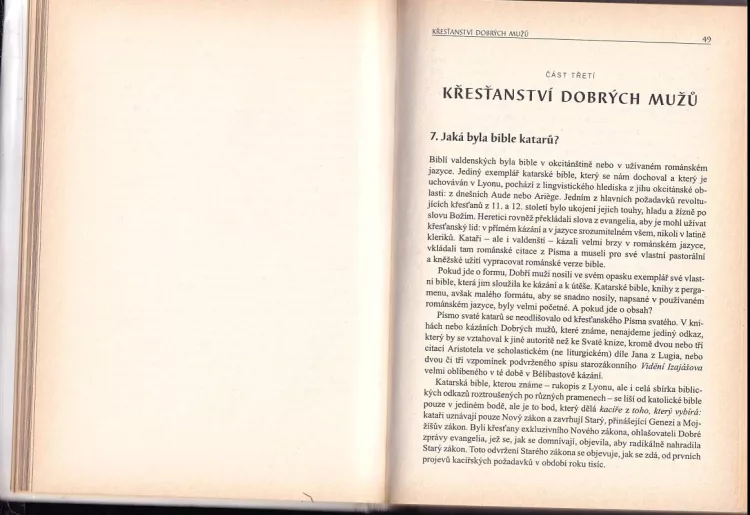 KŘESŤANSTVÍ DOBRÝCH MUŽŮ
49
ČÁST TŘETÍ
KŘESŤANSTVÍ DOBRÝCH MUŽŮ
7. Jaká byla bible katarů?
Biblí valdenských byla bible v okcitánštině nebo v užívaném románském
jazyce. Jediný exemplář katarské bible, který se nám dochoval a který je
uchováván v Lyonu, pochází z lingvistického hlediska z jihu okcitánské ob-
lasti: z dnešních Aude nebo Ariège. Jedním z hlavních požadavků revoltu-
jících křesťanů z 11. a 12. století bylo ukojení jejich touhy, hladu a žízně po
slovu Božím. Heretici rovněž překládali slova z evangelia, aby je mohl užívat
křesťanský lid: v přímém kázání a v jazyce srozumitelném všem, nikoli v latině
kleriků. Kataři – ale i valdenští – kázali velmi brzy v románském jazyce,
vkládali tam románské citace z Písma a museli pro své vlastní pastorální
a kněžské užití vypracovat románské verze bible.
Pokud jde o formu, Dobří muži nosili ve svém opasku exemplář své vlast-
ní bible, která jim sloužila ke kázání a k útěše. Katarské bible, knihy z perga-
menu, avšak malého formátu, aby se snadno nosily, napsané v používaném
románském jazyce, byly velmi početné. A pokud jde o obsah?
Písmo svaté katarů se neodlišovalo od křesťanského Písma svatého. V kni-
hách nebo kázáních Dobrých mužů, které známe, nenajdeme jediný odkaz,
který by se vztahoval k jiné autoritě než ke Svaté knize, kromě dvou nebo tří
citací Aristotela ve scholastickém (ne liturgickém) díle Jana z Lugia, nebo
dvou či tří vzpomínek podvrženého spisu starozákonního Vidění Izajášova
velmi oblíbeného v té době v Bélibastově kázání.
Katarská bible, kterou známe – rukopis z Lyonu, ale i celá sbírka biblic-
kých odkazů roztroušených po různých pramenech – se liší od katolické bible
pouze v jediném bodě, ale je to bod, který dělá kacíře z toho, který vybírá:
kataři uznávají pouze Nový zákon a zavrhují Starý, přinášející Genezi a Moj-
žíšův zákon. Byli křesťany exkluzivního Nového zákona, ohlašovateli Dobré
zprávy evangelia, jež se, jak se domnívají, objevila, aby radikálně nahradila
Starý zákon. Toto odvržení Starého zákona se objevuje, jak se zdá, od prvních
projevů kacířských požadavků v období roku tisíc.